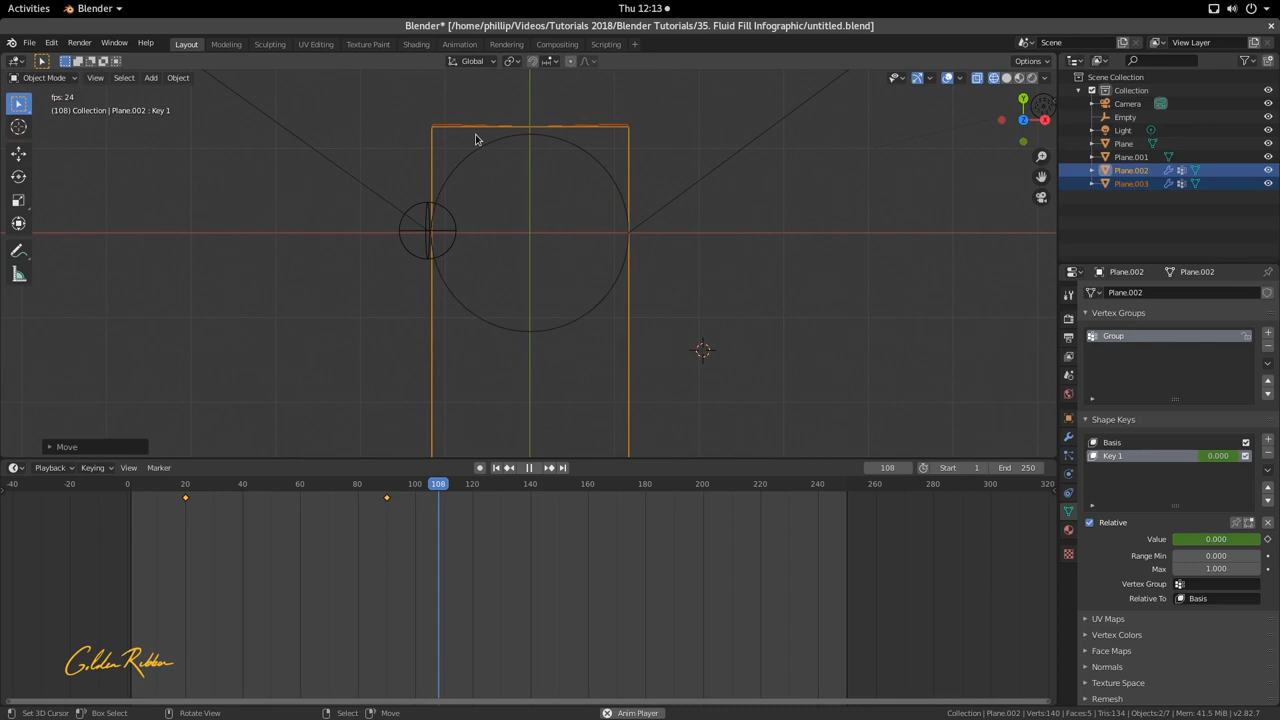 Activities
Blender
Thu 12:13
Blender* [/home/phillip/Videos/Tutorials 2018/Blender Tutorials/35. Fluid Fill Infographic/untitled.blend]
File Edit Render Window Help
Layout Modeling Sculpting UV Editing Texture Paint Shading Animation Rendering Compositing Scripting +
Scene
View Layer
Global
Options
Object Mode View Select Add Object
fps: 24
(108) Collection | Plane.002 : Key 1
Y
Z
X
Move
Scene Collection
Collection
Camera
Empty
Light
Plane
Plane.001
Plane.002
Plane.003
Plane.002 Plane.002
Plane.002
Vertex Groups
Group
Shape Keys
Basis
Key 1 0.000
Relative
Value 0.000
Range Min 0.000
Max 1.000
Vertex Group
Relative To Basis
UV Maps
Vertex Colors
Face Maps
Normals
Texture Space
Remesh
Playback Keying View Marker
108 Start 1 End 250
-40 -20 0 20 40 60 80 100 108 120 140 160 180 200 220 240 260 280 300 320
Golden Ribbon
Set 3D Cursor Box Select Rotate View Select Move Anim Player Collection | Plane.002 | Verts:140 | Faces:5 | Tris:134 | Objects:2/7 | Mem: 41.5 MiB | v2.82.7